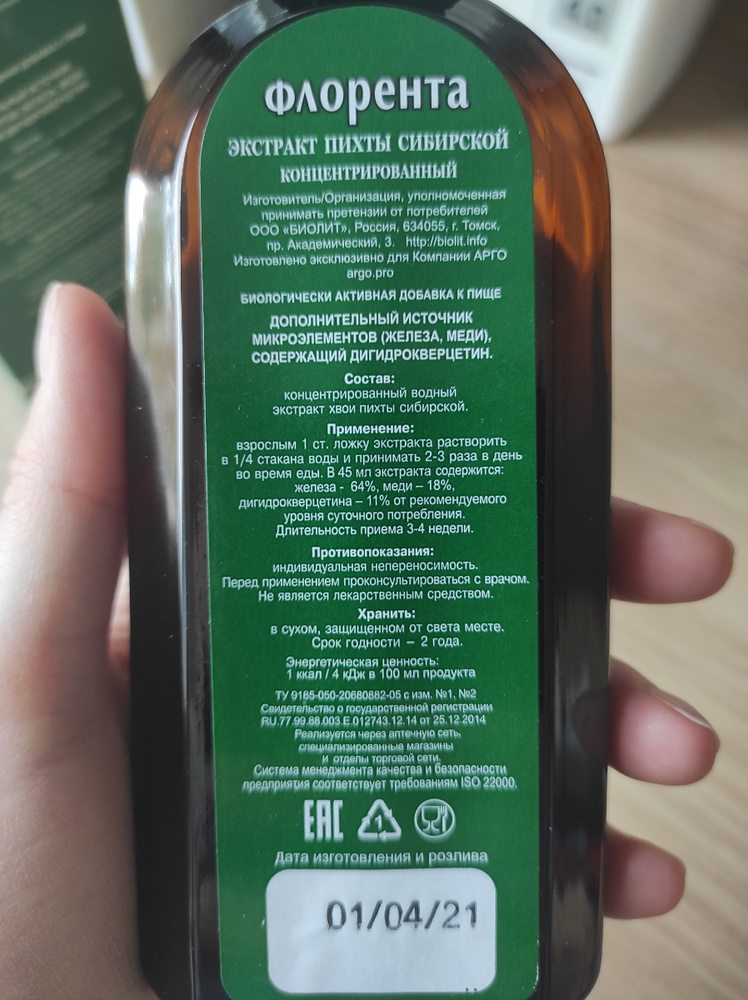 ФЛОРЕНТА
ЭКСТРАКТ ПИХТЫ СИБИРСКОЙ
КОНЦЕНТРИРОВАННЫЙ
Изготовитель/Организация, уполномоченная
принимать претензии от потребителей
ООО «БИОЛИТ», Россия, 634055, г. Томск,
пр. Академический, 3. http://biolit.info
Изготовлено эксклюзивно для Компании АРГО
argo.pro
БИОЛОГИЧЕСКИ АКТИВНАЯ ДОБАВКА К ПИЩЕ
ДОПОЛНИТЕЛЬНЫЙ ИСТОЧНИК
МИКРОЭЛЕМЕНТОВ (ЖЕЛЕЗА, МЕДИ),
СОДЕРЖАЩИЙ ДИГИДРОКВЕРЦЕТИН.
Состав:
концентрированный водный
экстракт хвои пихты сибирской.
Применение:
взрослым 1 ст. ложку экстракта растворить
в 1/4 стакана воды и принимать 2-3 раза в день
во время еды. В 45 мл экстракта содержится:
железа - 64%, меди – 18%,
дигидрокверцетина – 11% от рекомендуемого
уровня суточного потребления.
Длительность приема 3-4 недели.
Противопоказания:
индивидуальная непереносимость.
Перед применением проконсультироваться с врачом.
Не является лекарственным средством.
Хранить:
в сухом, защищенном от света месте.
Срок годности – 2 года.
Энергетическая ценность:
1 ккал / 4 кДж в 100 мл продукта
ТУ 9185-050-20680882-05 с изм. №1, №2
Свидетельство о государственной регистрации
RU.77.99.88.003.Е.012743.12.14 от 25.12.2014
Реализуется через аптечную сеть,
специализированные магазины
и отделы торговой сети.
Система менеджмента качества и безопасности
предприятия соответствует требованиям ISO 22000.
EAC 1
Дата изготовления и розлива
01/04/21